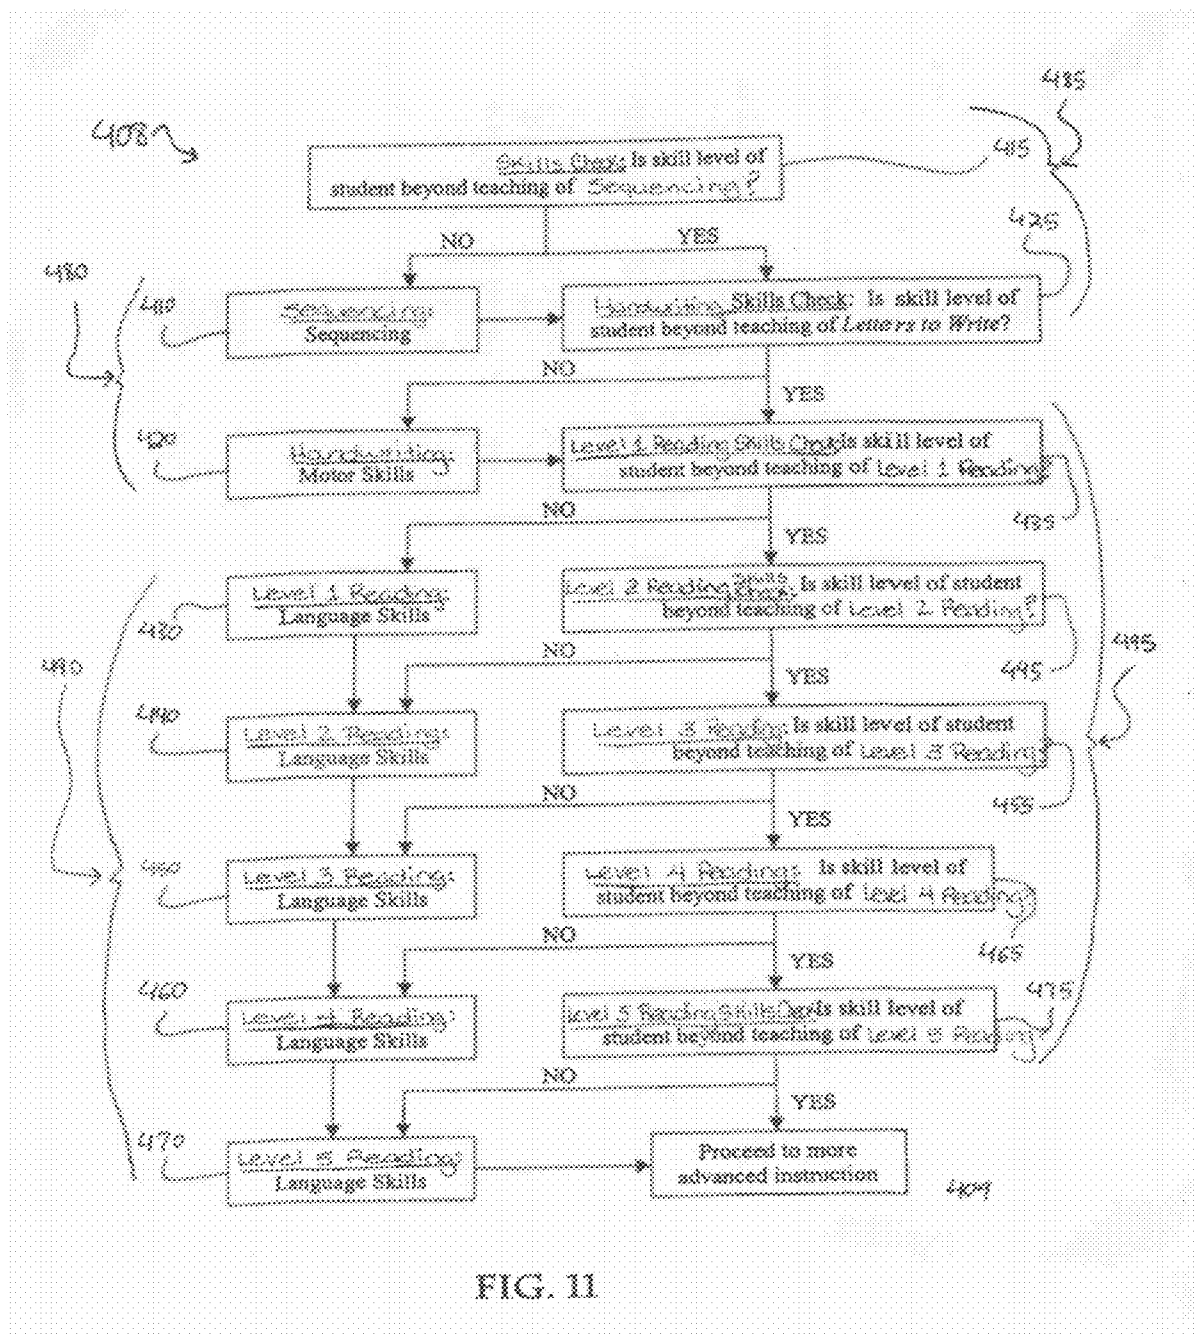 485
408
415
Skills Check: Is skill level of
student beyond teaching of Sequencing?
425
NO
YES
480
410
Sequencing:
Sequencing
Handwriting Skills Check: Is skill level of
student beyond teaching of Letters to Write?
NO
YES
420
Handwriting:
Motor Skills
Level 1 Reading Skills Check: Is skill level of
student beyond teaching of Level 1 Reading?
435
NO
YES
Level 1 Reading:
Language Skills
430
Level 2 Reading Skills Check: Is skill level of student
beyond teaching of Level 2 Reading?
490
495
445
NO
YES
440
Level 2 Reading:
Language Skills
Level 3 Reading: Is skill level of student
beyond teaching of Level 3 Reading?
455
NO
YES
450
Level 3 Reading:
Language Skills
Level 4 Reading: Is skill level of
student beyond teaching of Level 4 Reading?
465
NO
YES
460
475
Level 4 Reading:
Language Skills
Level 5 Reading Skills Check: Is skill level of
student beyond teaching of Level 5 Reading?
NO
YES
470
Level 5 Reading:
Language Skills
Proceed to more
advanced instruction
409
FIG. 11